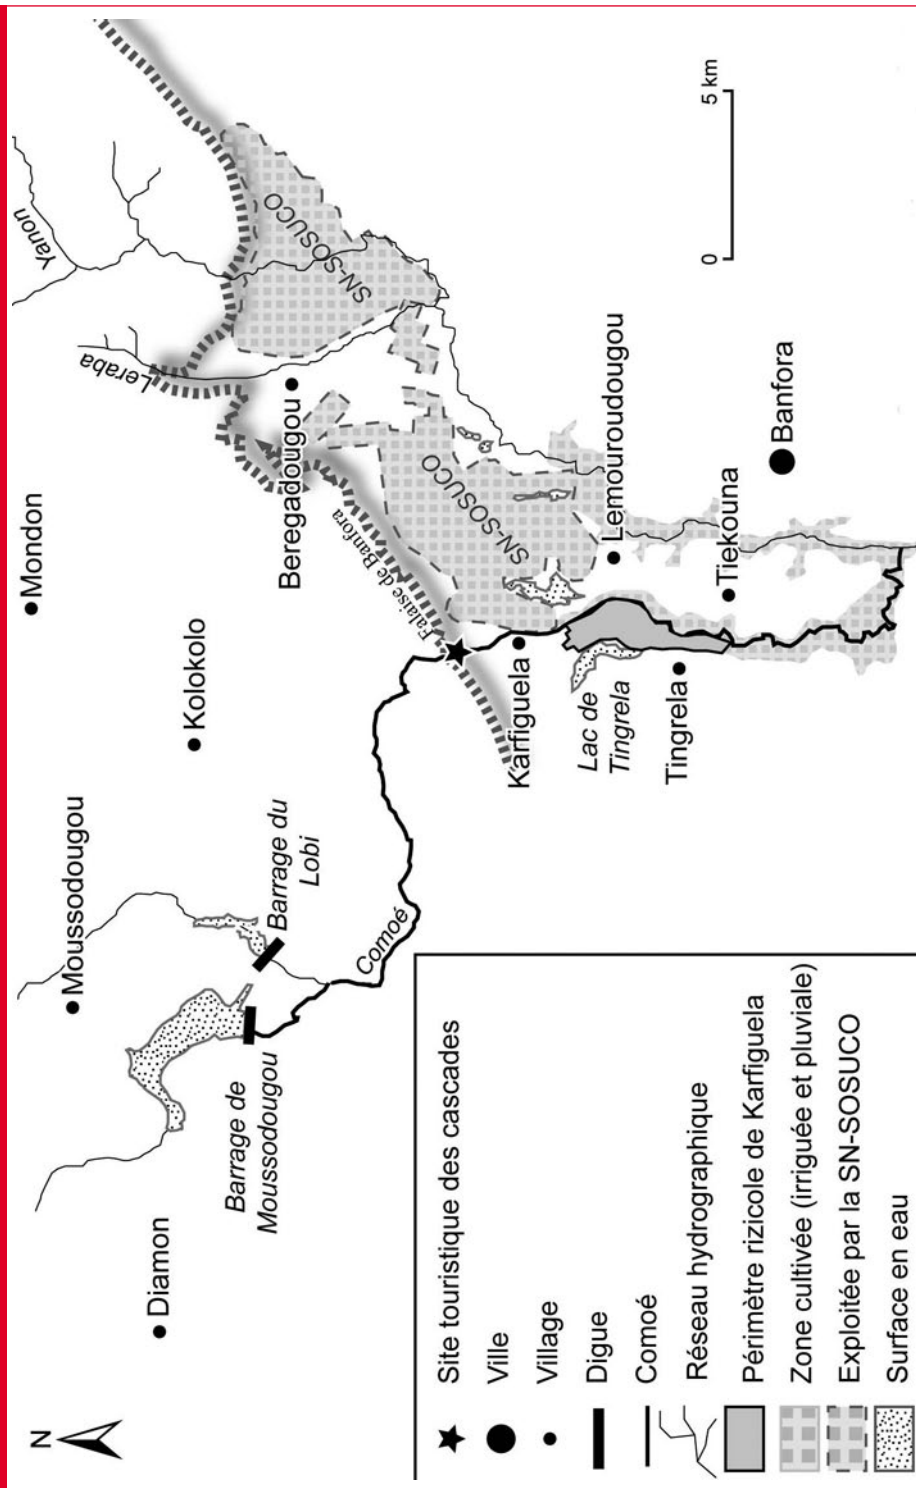 N
Diamon
Moussodougou
Mondon
Kolokolo
Yanon
Leraba
Barrage de
Moussodougou
Barrage du
Lobi
Comoé
Beregadougou
Falaise de Banfora
SN-SOSUCO
SN-SOSUCO
Karfiguela
Lac de
Tingrela
Tingrela
Lemouroudougou
Tiekouna
Banfora
0
5 km
Site touristique des cascades
Ville
Village
Digue
Comoé
Réseau hydrographique
Périmètre rizicole de Karfiguela
Zone cultivée (irriguée et pluviale)
Exploitée par la SN-SOSUCO
Surface en eau